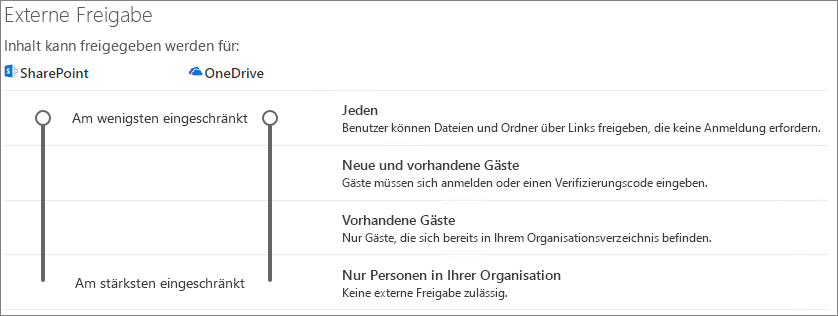 Externe Freigabe
Inhalt kann freigegeben werden für:
SharePoint OneDrive
Am wenigsten eingeschränkt
Jeden
Benutzer können Dateien und Ordner über Links freigeben, die keine Anmeldung erfordern.
Neue und vorhandene Gäste
Gäste müssen sich anmelden oder einen Verifizierungscode eingeben.
Vorhandene Gäste
Nur Gäste, die sich bereits in Ihrem Organisationsverzeichnis befinden.
Am stärksten eingeschränkt
Nur Personen in Ihrer Organisation
Keine externe Freigabe zulässig.